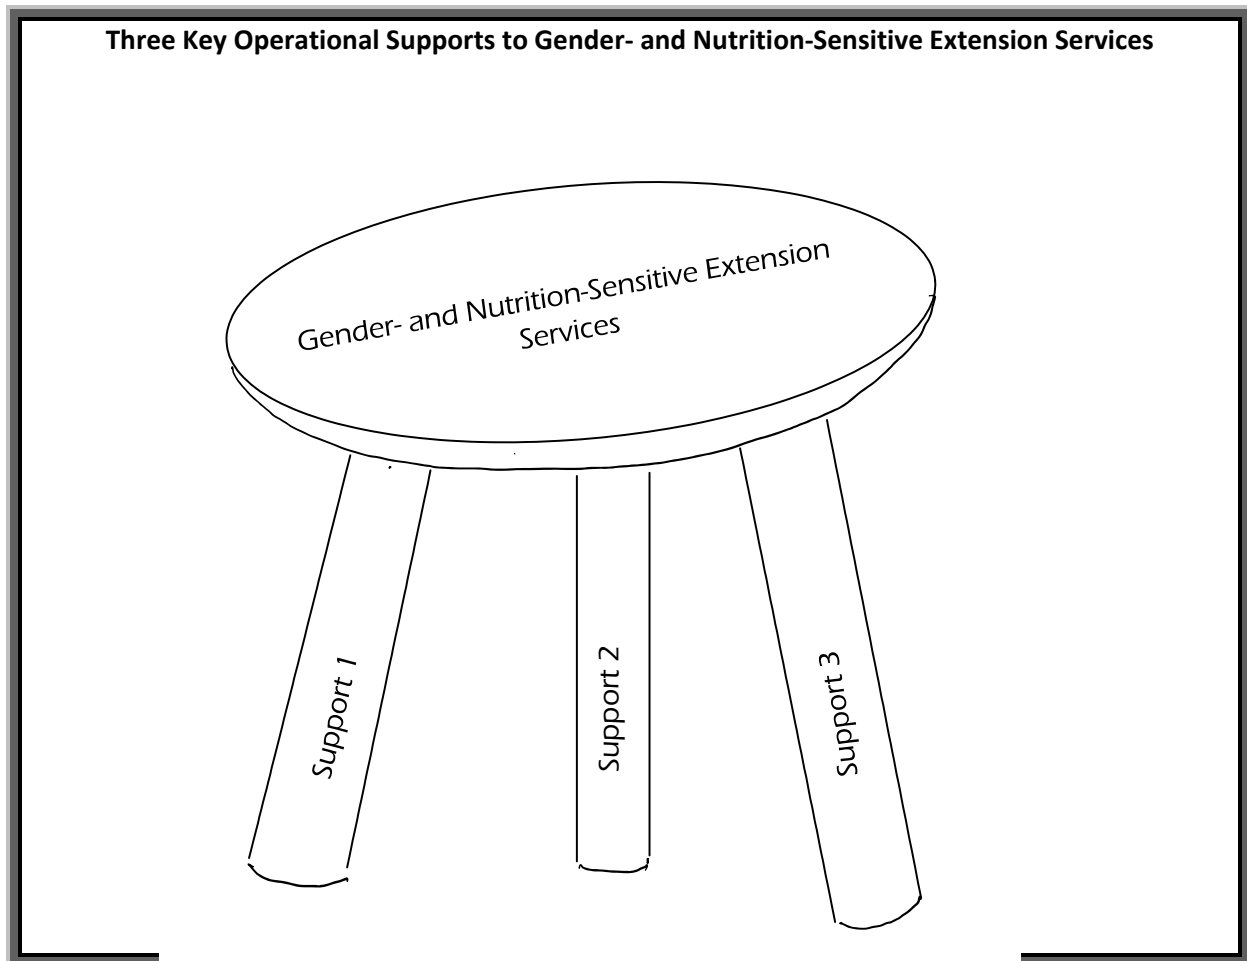 Three Key Operational Supports to Gender- and Nutrition-Sensitive Extension Services
Gender- and Nutrition-Sensitive Extension
Services
Support 1
Support 2
Support 3